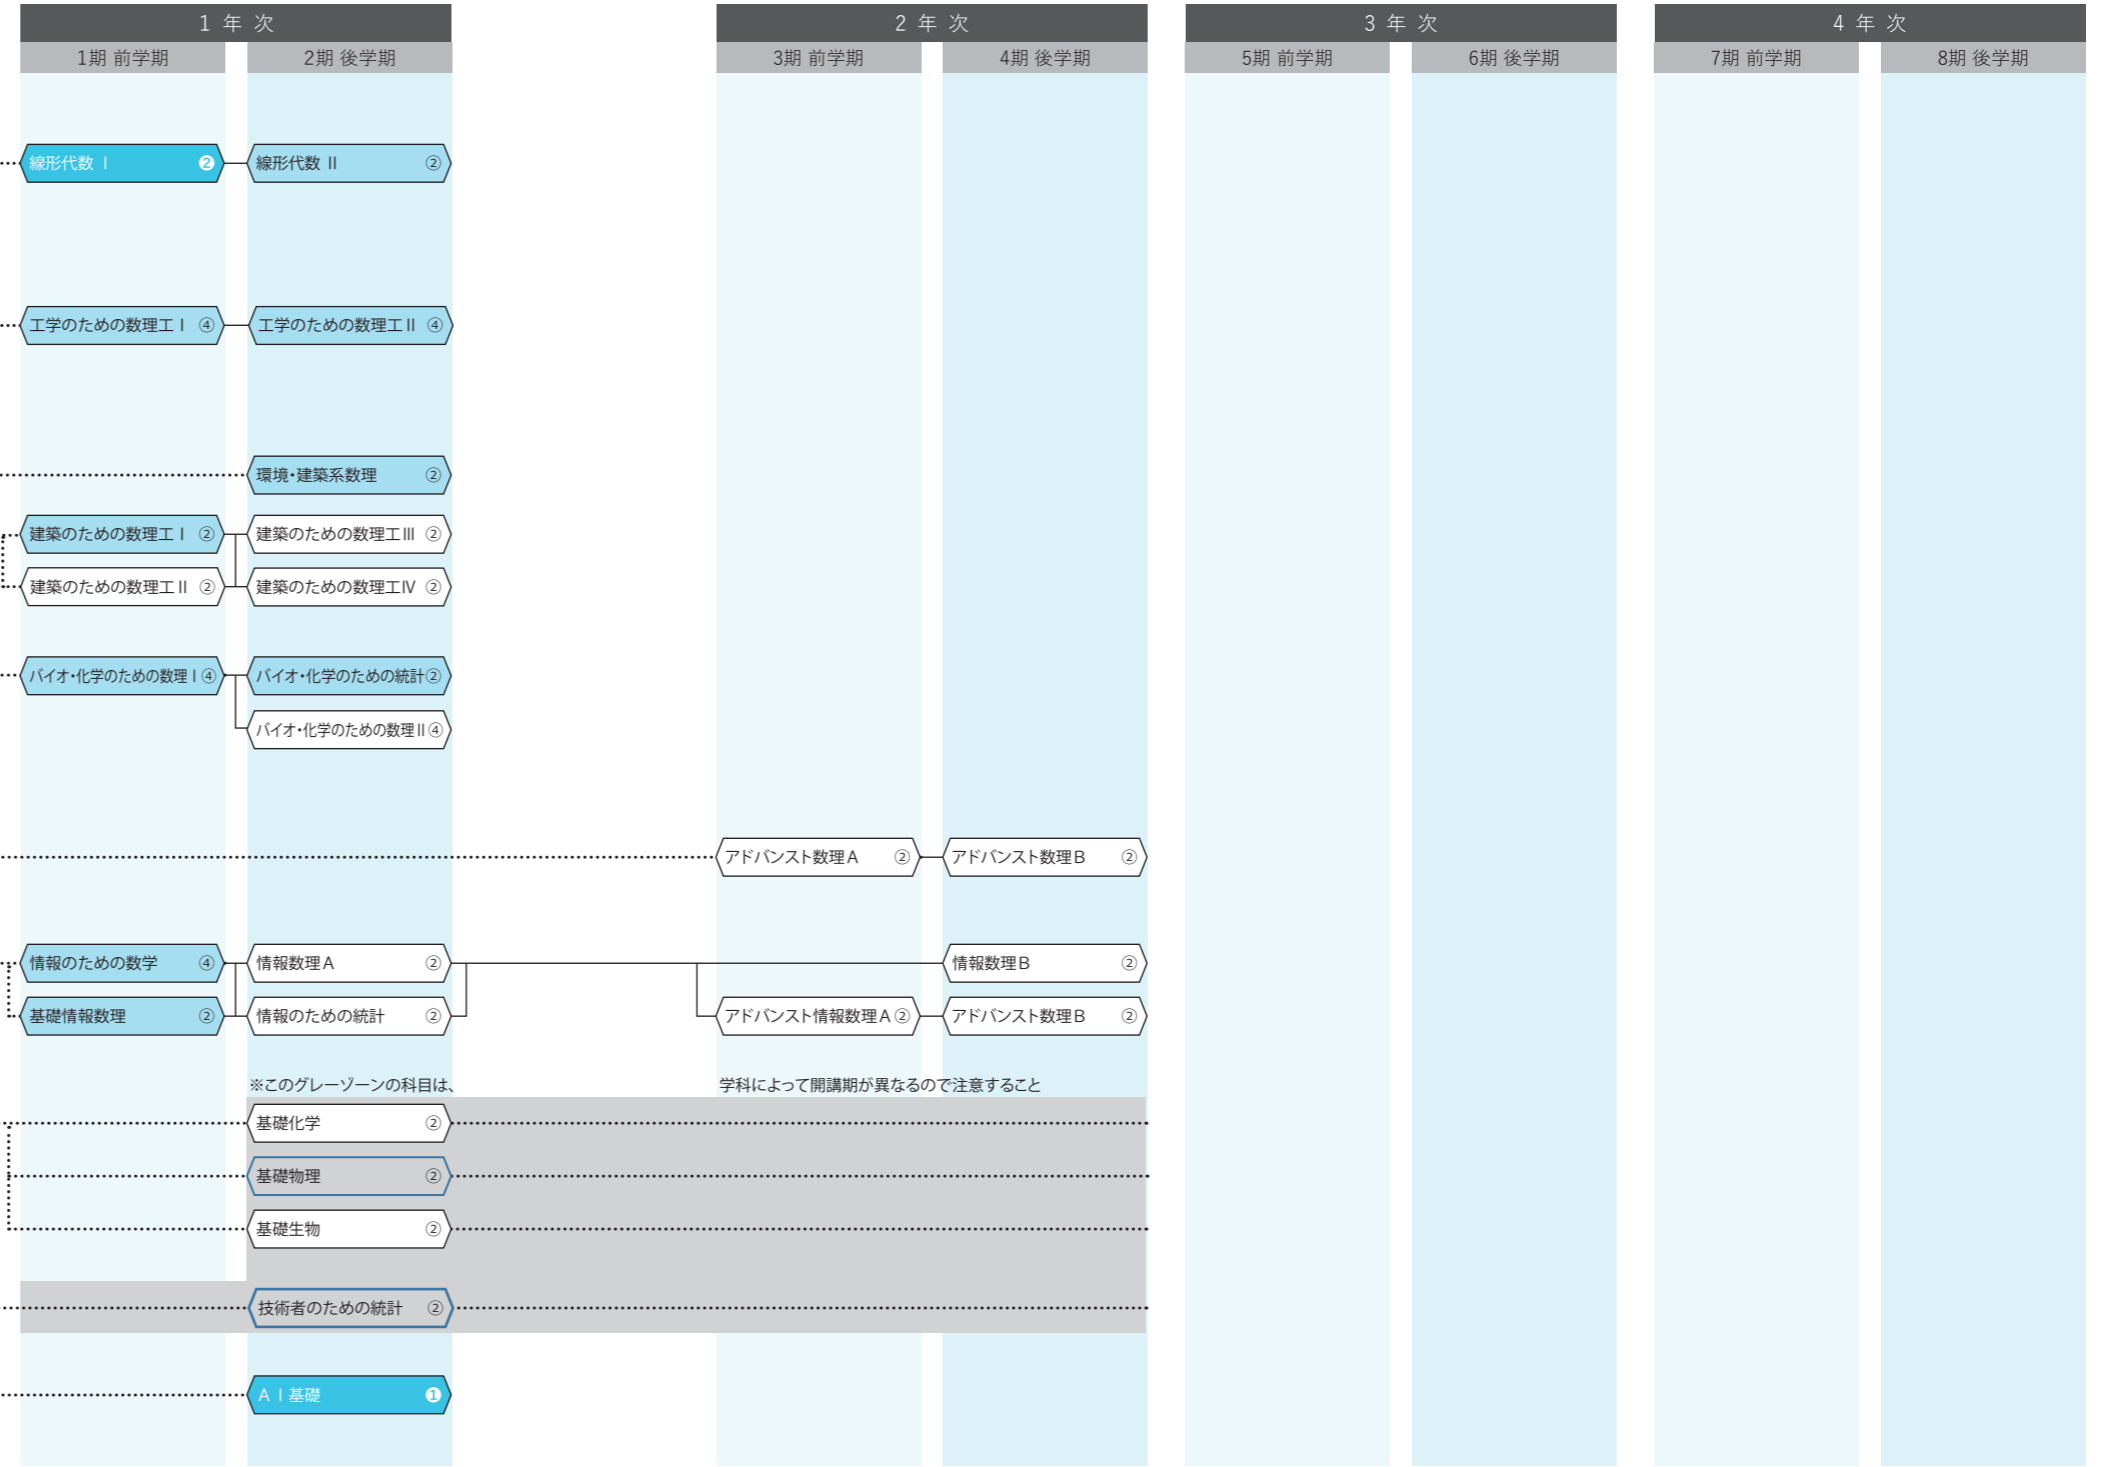 1 年 次
2 年 次
3 年 次
4 年 次
1期 前学期
2期 後学期
3期 前学期
4期 後学期
5期 前学期
6期 後学期
7期 前学期
8期 後学期
線形代数 Ⅰ ❷
線形代数 Ⅱ ②
工学のための数理工Ⅰ ④
工学のための数理工Ⅱ ④
環境・建築系数理 ②
建築のための数理工Ⅰ ②
建築のための数理工Ⅲ ②
建築のための数理工Ⅱ ②
建築のための数理工Ⅳ ②
バイオ・化学のための数理Ⅰ④
バイオ・化学のための統計②
バイオ・化学のための数理Ⅱ④
アドバンスト数理A ②
アドバンスト数理B ②
情報のための数学 ④
情報数理A ②
情報数理B ②
基礎情報数理 ②
情報のための統計 ②
アドバンスト情報数理A②
アドバンスト数理B ②
※このグレーゾーンの科目は、 学科によって開講期が異なるので注意すること
基礎化学 ②
基礎物理 ②
基礎生物 ②
技術者のための統計 ②
AI基礎 ❶